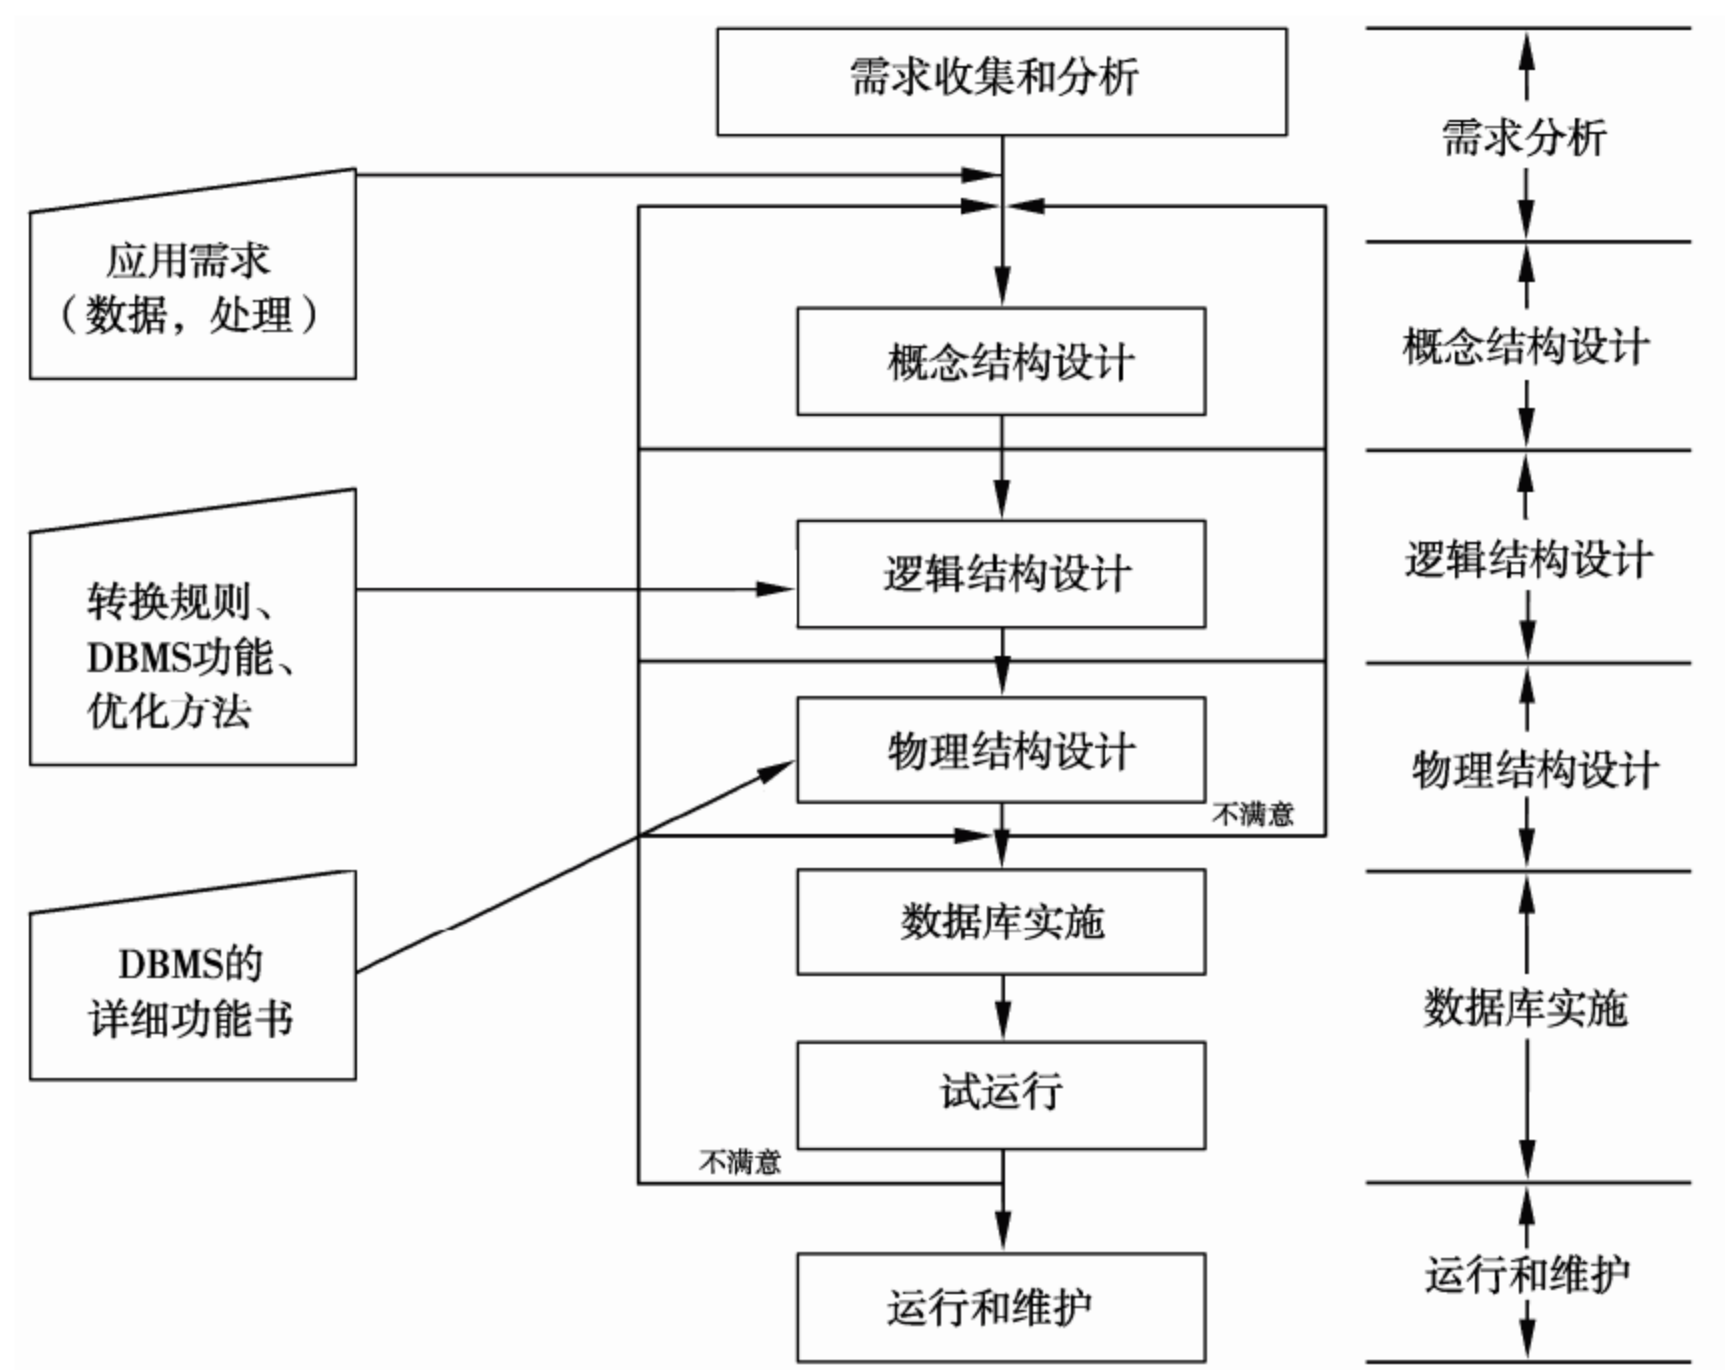 需求收集和分析
需求分析
应用需求
（数据，处理）
概念结构设计
概念结构设计
转换规则、
DBMS功能、
优化方法
逻辑结构设计
逻辑结构设计
物理结构设计
不满意
物理结构设计
DBMS的
详细功能书
数据库实施
数据库实施
试运行
不满意
运行和维护
运行和维护